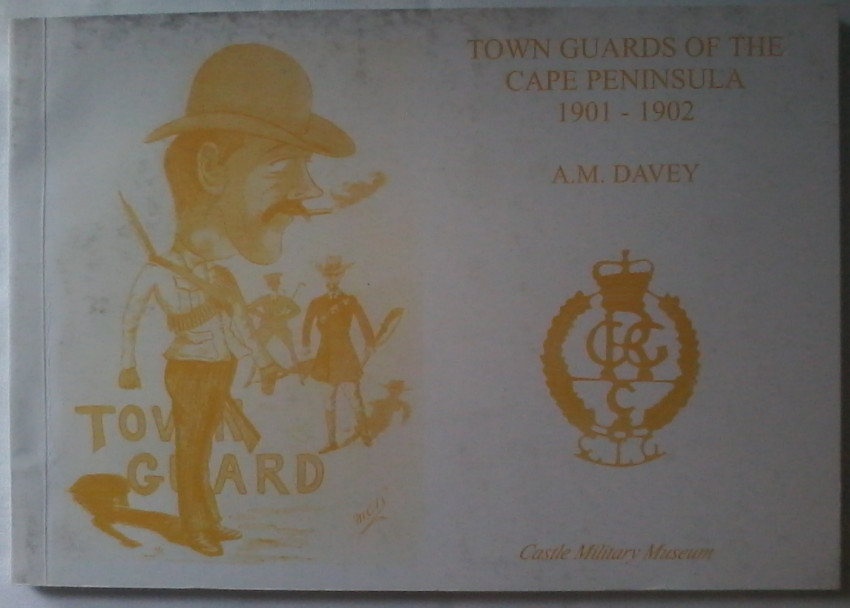 TOWN GUARDS OF THE
CAPE PENINSULA
1901 - 1902
A.M. DAVEY
TOWN
GUARD
Castle Military Museum